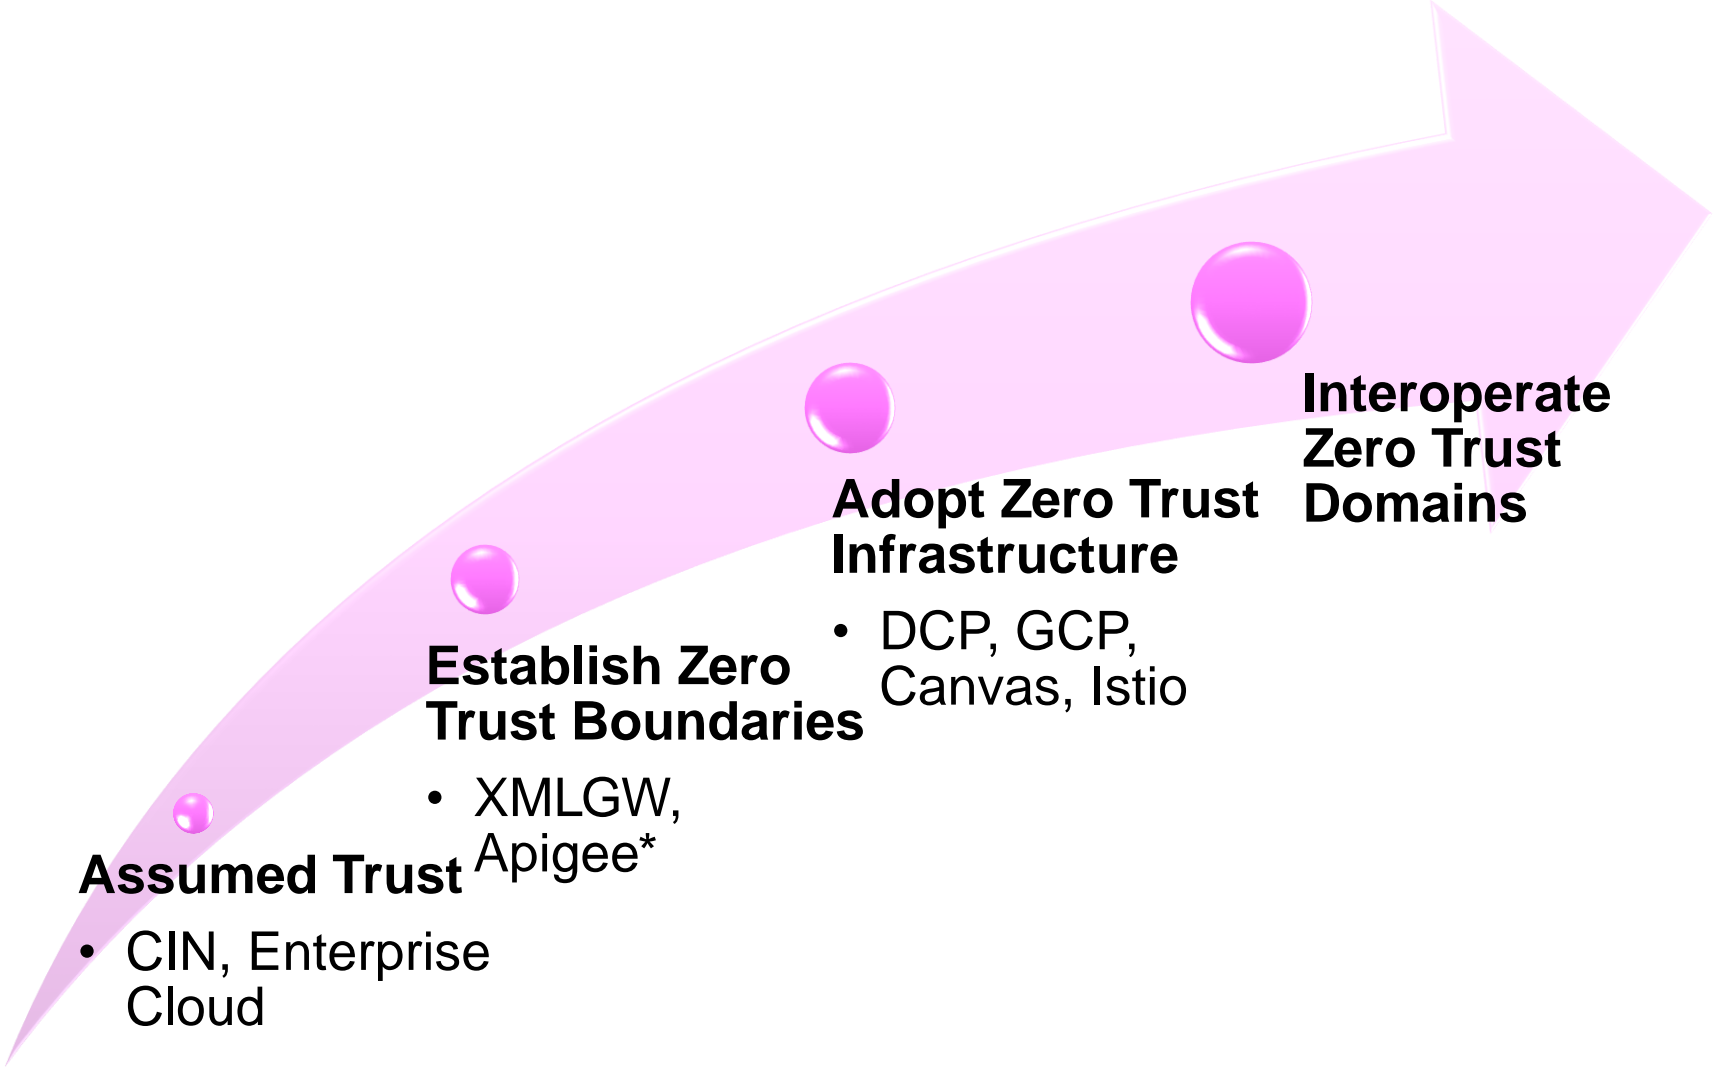 Assumed Trust
• CIN, Enterprise
Cloud
Establish Zero
Trust Boundaries
• XMLGW,
Apigee*
Adopt Zero Trust
Infrastructure
• DCP, GCP,
Canvas, Istio
Interoperate
Zero Trust
Domains